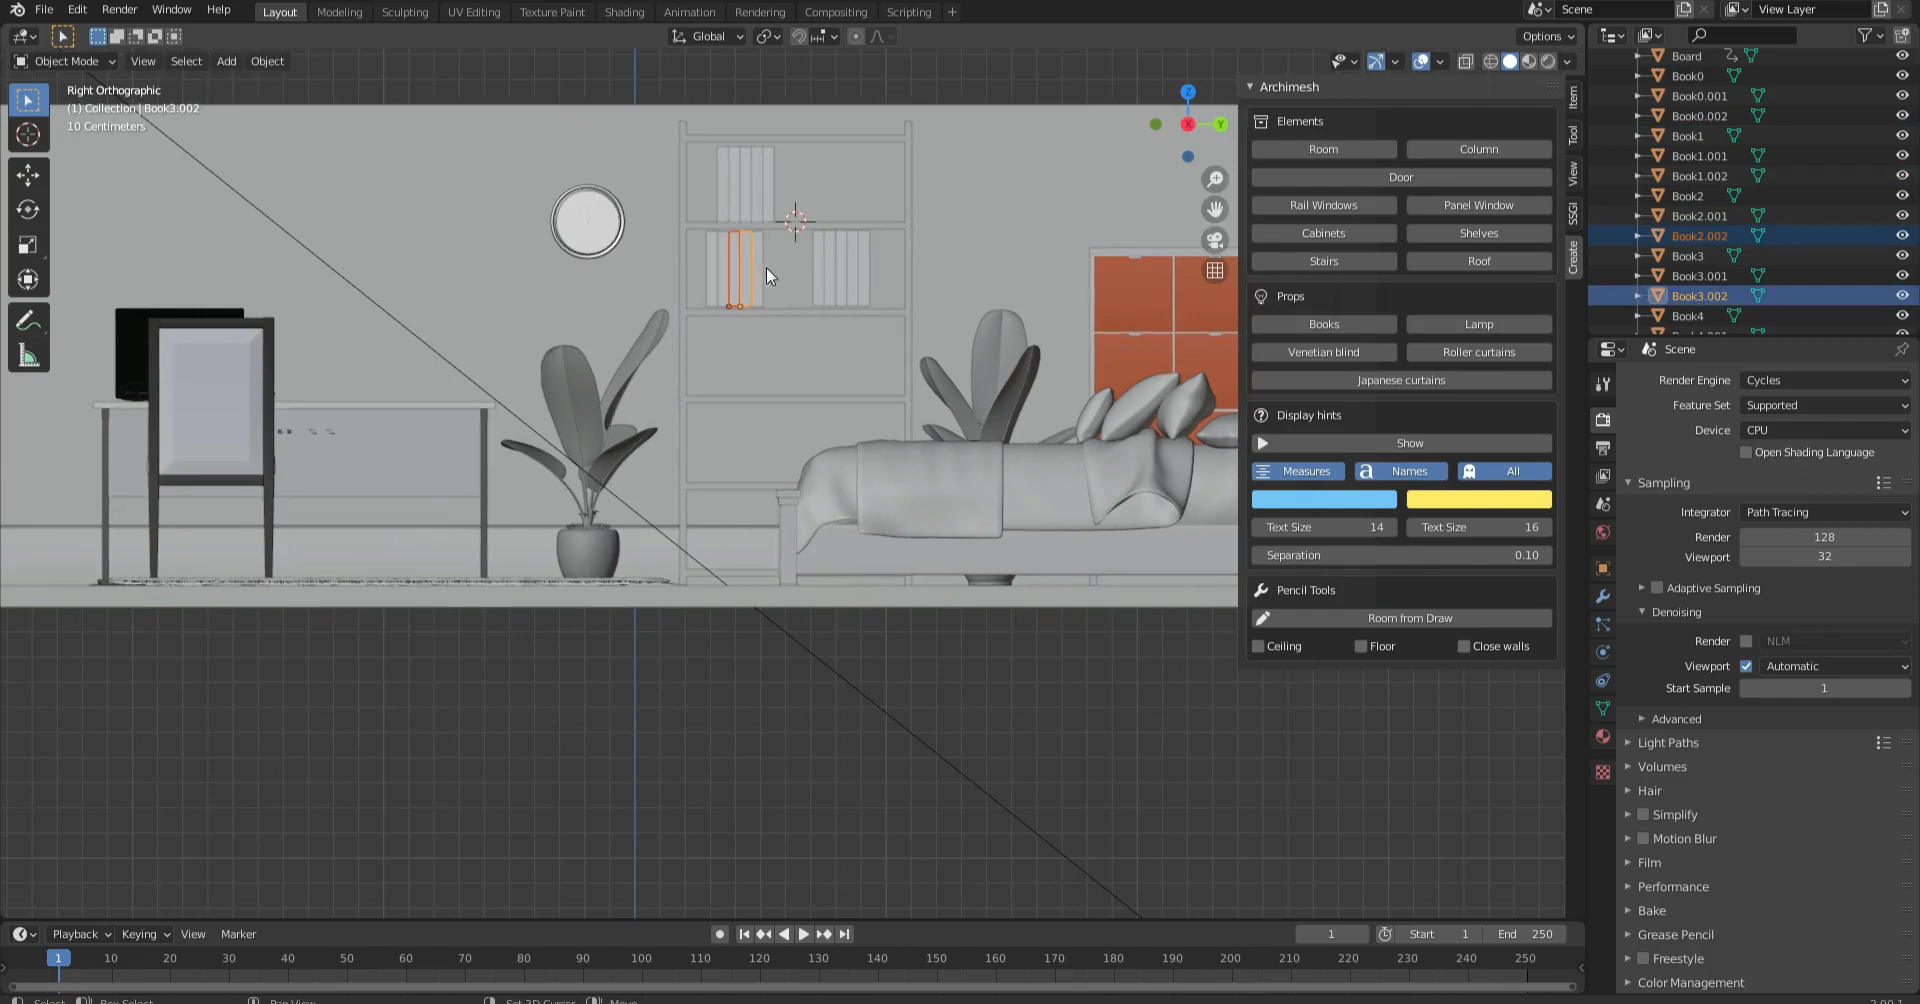 File Edit Render Window Help Layout Modeling Sculpting UV Editing Texture Paint Shading Animation Rendering Compositing Scripting + Scene View Layer
Global Options
Object Mode View Select Add Object
Right Orthographic
(1) Collection | Book3.002
10 Centimeters
Z
X
Y
Archimesh
Elements
Room Column
Door
Rail Windows Panel Window
Cabinets Shelves
Stairs Roof
Props
Books Lamp
Venetian blind Roller curtains
Japanese curtains
Display hints
Show
Measures a Names All
Text Size 14 Text Size 16
Separation 0.10
Pencil Tools
Room from Draw
Ceiling Floor Close walls
Item
Tool
View
SSGI
Create
Board
Book0
Book0.001
Book0.002
Book1
Book1.001
Book1.002
Book2
Book2.001
Book2.002
Book3
Book3.001
Book3.002
Book4
Scene
Render Engine Cycles
Feature Set Supported
Device CPU
Open Shading Language
Sampling
Integrator Path Tracing
Render 128
Viewport 32
Adaptive Sampling
Denoising
Render NLM
Viewport Automatic
Start Sample 1
Advanced
Light Paths
Volumes
Hair
Simplify
Motion Blur
Film
Performance
Bake
Grease Pencil
Freestyle
Color Management
Playback Keying View Marker 1 Start 1 End 250
1 10 20 30 40 50 60 70 80 90 100 110 120 130 140 150 160 170 180 190 200 210 220 230 240 250
Select Box Select Pan View Set 3D Cursor Move